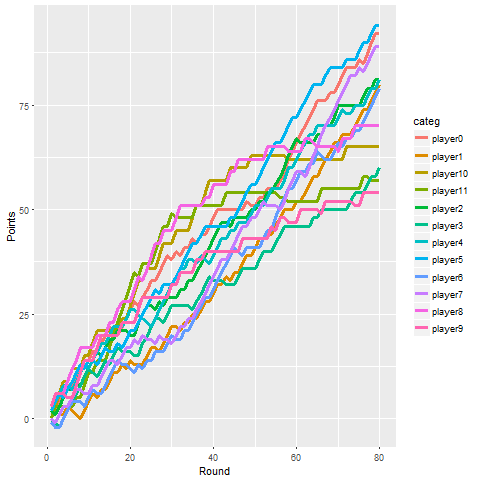 75
50
25
0
Points
0
20
40
60
80
Round
categ
player0
player1
player10
player11
player2
player3
player4
player5
player6
player7
player8
player9